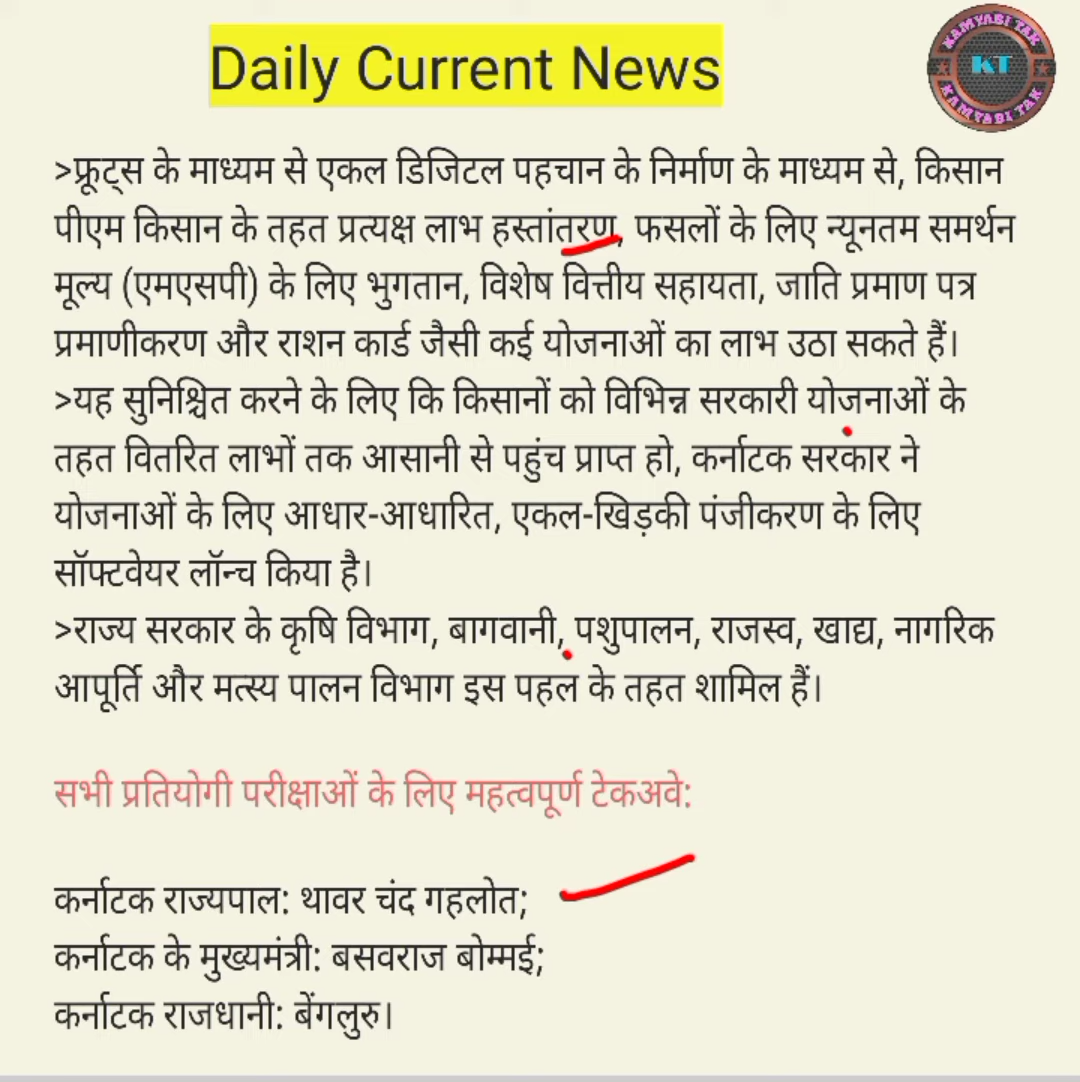 Daily Current News
KAMYABI TAK
KT
KAMYABI TAK
>फ्रूट्स के माध्यम से एकल डिजिटल पहचान के निर्माण के माध्यम से, किसान
पीएम किसान के तहत प्रत्यक्ष लाभ हस्तांतरण, फसलों के लिए न्यूनतम समर्थन
मूल्य (एमएसपी) के लिए भुगतान, विशेष वित्तीय सहायता, जाति प्रमाण पत्र
प्रमाणीकरण और राशन कार्ड जैसी कई योजनाओं का लाभ उठा सकते हैं।
>यह सुनिश्चित करने के लिए कि किसानों को विभिन्न सरकारी योजनाओं के
तहत वितरित लाभों तक आसानी से पहुंच प्राप्त हो, कर्नाटक सरकार ने
योजनाओं के लिए आधार-आधारित, एकल-खिड़की पंजीकरण के लिए
सॉफ्टवेयर लॉन्च किया है।
>राज्य सरकार के कृषि विभाग, बागवानी, पशुपालन, राजस्व, खाद्य, नागरिक
आपूर्ति और मत्स्य पालन विभाग इस पहल के तहत शामिल हैं।
सभी प्रतियोगी परीक्षाओं के लिए महत्वपूर्ण टेकअवे:
कर्नाटक राज्यपाल: थावर चंद गहलोत;
कर्नाटक के मुख्यमंत्री: बसवराज बोम्मई;
कर्नाटक राजधानी: बेंगलुरु।